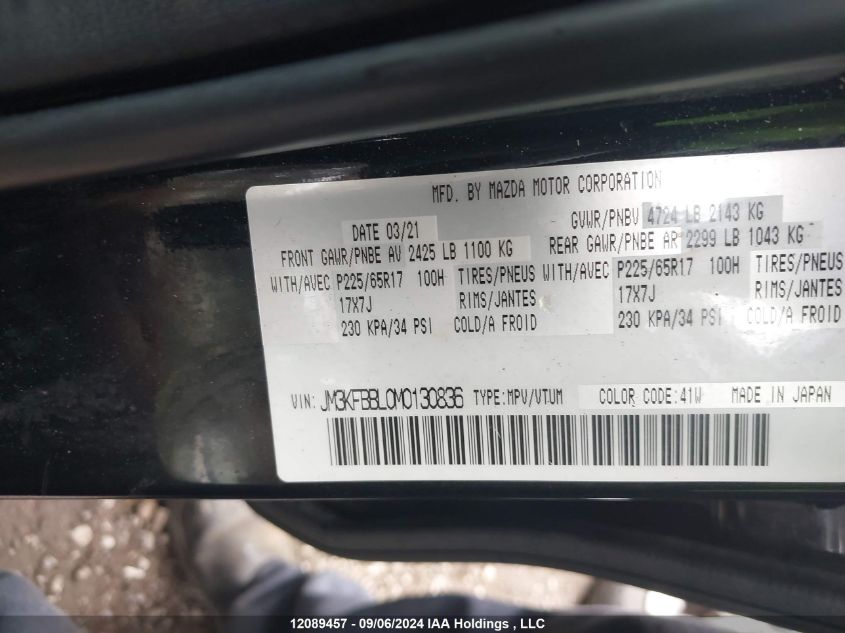 MFD. BY MAZDA MOTOR CORPORATION
DATE 03/21 GVWR/PNBV 4724 LB 2143 KG
FRONT GAWR/PNBE AV 2425 LB 1100 KG REAR GAWR/PNBE AR 2299 LB 1043 KG
WITH/AVEC P225/65R17 100H TIRES/PNEUS WITH/AVEC P225/65R17 100H TIRES/PNEUS
17X7J RIMS/JANTES 17X7J RIMS/JANTES
230 KPA/34 PSI COLD/A FROID 230 KPA/34 PSI COLD/A FROID
VIN: JM3KFBBL0M0130836 TYPE:MPV/VTUM COLOR CODE:41W MADE IN JAPAN
12089457 - 09/06/2024 IAA Holdings, LLC